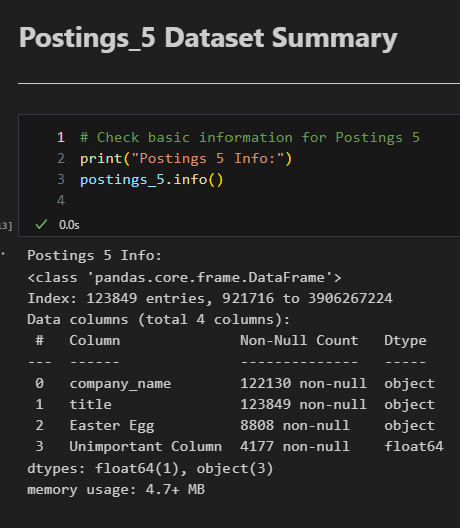 Postings_5 Dataset Summary
1 # Check basic information for Postings 5
2 print("Postings 5 Info:")
3 postings_5.info()
4
13] 0.0s
Postings 5 Info:
<class 'pandas.core.frame.DataFrame'>
Index: 123849 entries, 921716 to 3906267224
Data columns (total 4 columns):
 #   Column              Non-Null Count   Dtype
---  ------              --------------   -----
 0   company_name        122130 non-null  object
 1   title               123849 non-null  object
 2   Easter Egg          8808 non-null    object
 3   Unimportant Column  4177 non-null    float64
dtypes: float64(1), object(3)
memory usage: 4.7+ MB